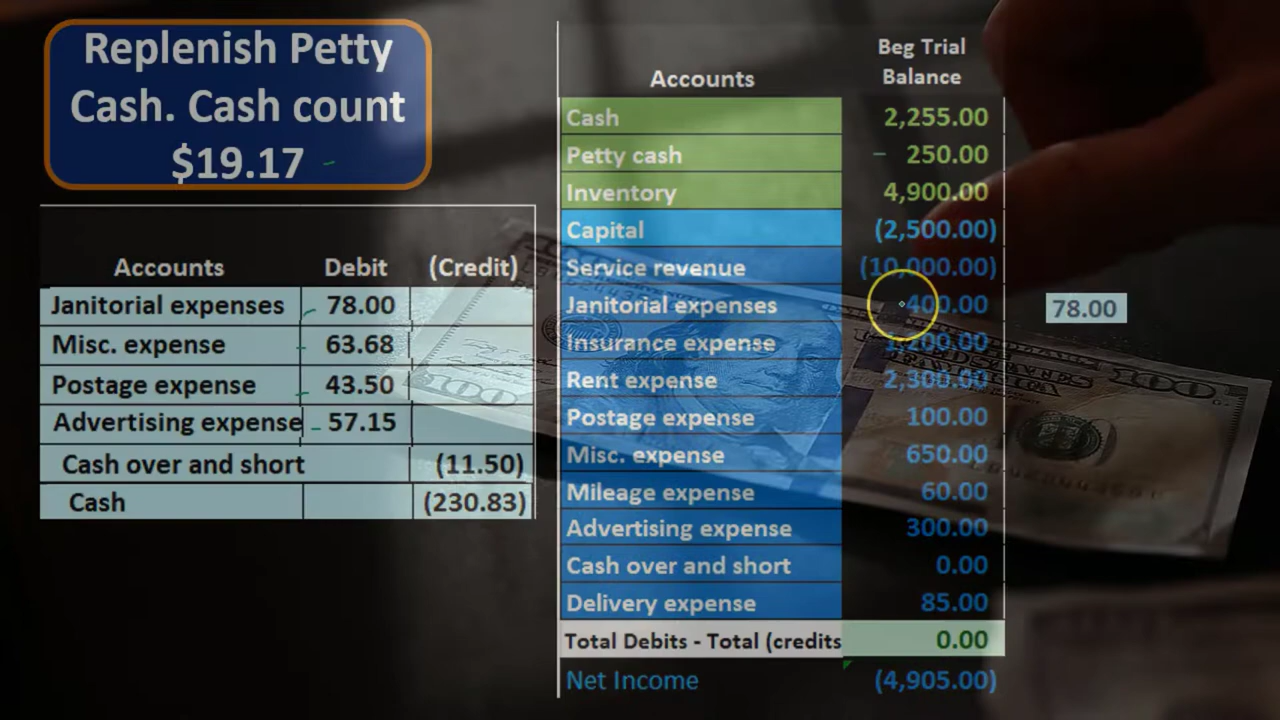 Replenish Petty
Cash. Cash count
$19.17
Accounts Debit (Credit)
Janitorial expenses 78.00
Misc. expense 63.68
Postage expense 43.50
Advertising expense 57.15
Cash over and short (11.50)
Cash (230.83)
Accounts Beg Trial
Balance
Cash 2,255.00
Petty cash 250.00
Inventory 4,900.00
Capital (2,500.00)
Service revenue (10,000.00)
Janitorial expenses 400.00
78.00
Insurance expense
Rent expense 2,300.00
Postage expense 100.00
Misc. expense 650.00
Mileage expense 60.00
Advertising expense 300.00
Cash over and short 0.00
Delivery expense 85.00
Total Debits - Total (credits 0.00
Net Income (4,905.00)
100
100